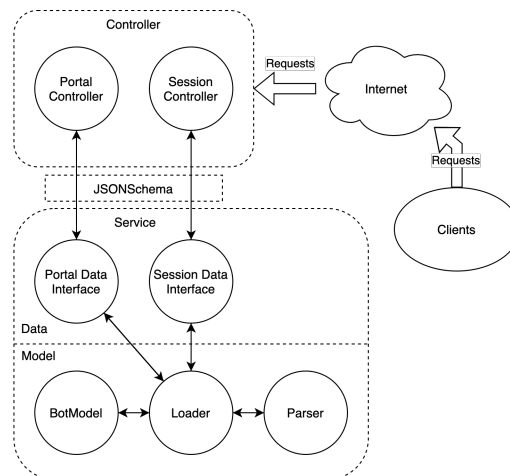 Controller
Portal
Controller
Session
Controller
Requests
Internet
Requests
Clients
JSONSchema
Service
Portal Data
Interface
Session Data
Interface
Data
Model
BotModel
Loader
Parser